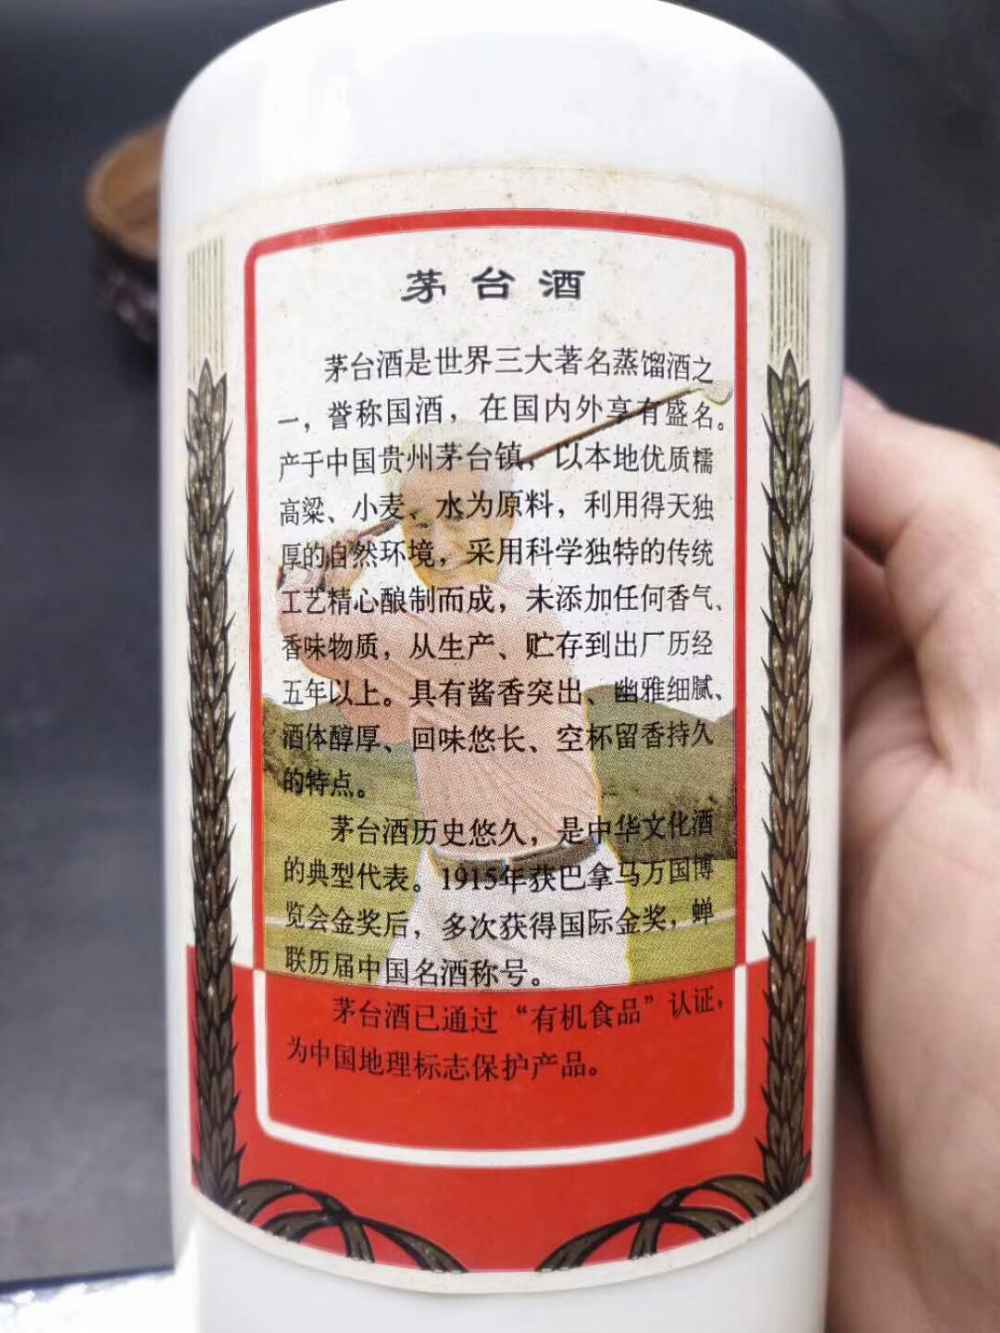 茅台酒
茅台酒是世界三大著名蒸馏酒之
一，誉称国酒，在国内外享有盛名。
产于中国贵州茅台镇，以本地优质糯
高粱、小麦、水为原料，利用得天独
厚的自然环境，采用科学独特的传统
工艺精心酿制而成，未添加任何香气、
香味物质，从生产、贮存到出厂历经
五年以上。具有酱香突出、幽雅细腻、
酒体醇厚、回味悠长、空杯留香持久
的特点。
茅台酒历史悠久，是中华文化酒
的典型代表。1915年获巴拿马万国博
览会金奖后，多次获得国际金奖，蝉
联历届中国名酒称号。
茅台酒已通过“有机食品”认证，
为中国地理标志保护产品。